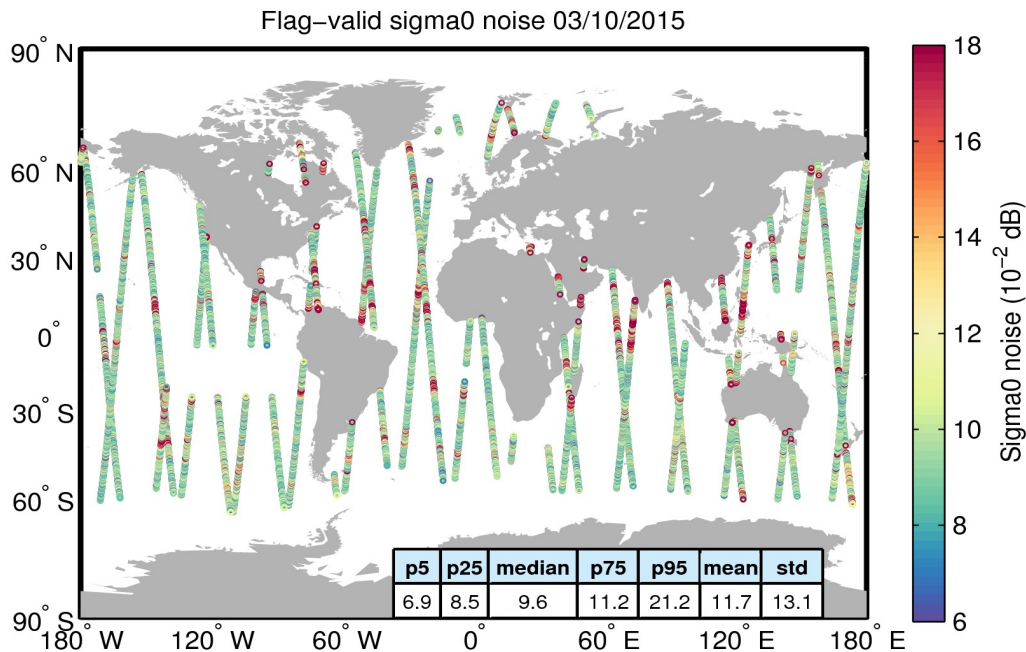 Flag−valid sigma0 noise 03/10/2015
90° N
60° N
30° N
0°
30° S
60° S
90° S
180° W
120° W
60° W
0°
60° E
120° E
180° E
p5 p25 median p75 p95 mean std
6.9 8.5 9.6 11.2 21.2 11.7 13.1
18
16
14
12
10
8
6
Sigma0 noise (10⁻² dB)